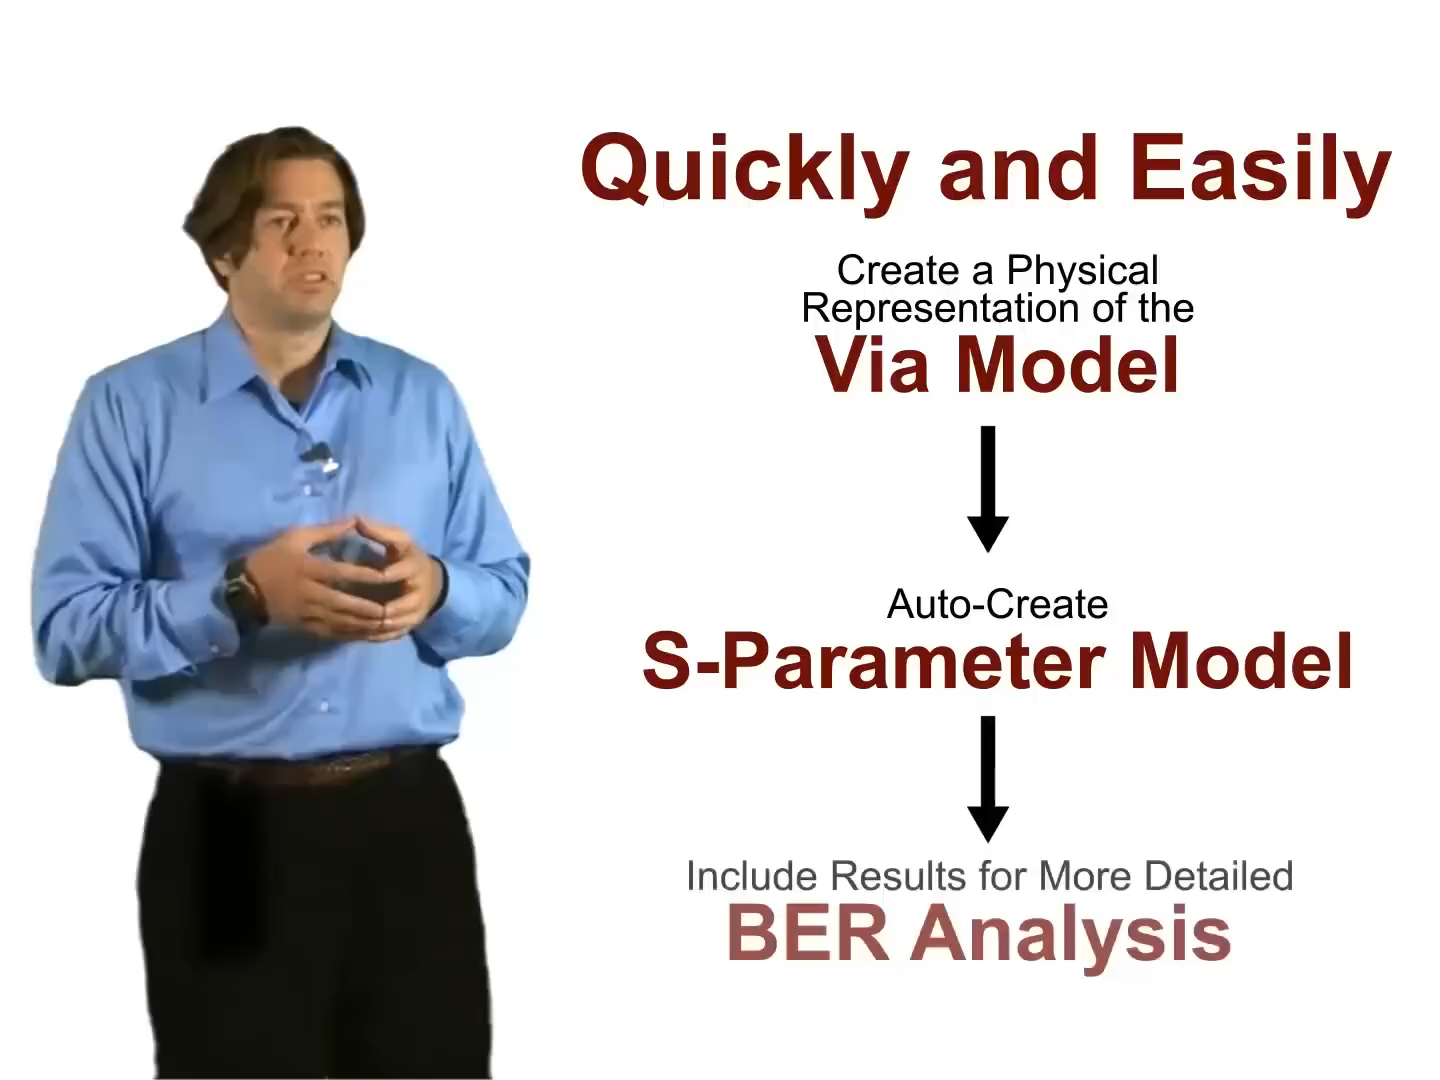 Quickly and Easily
Create a Physical
Representation of the
Via Model
Auto-Create
S-Parameter Model
Include Results for More Detailed
BER Analysis